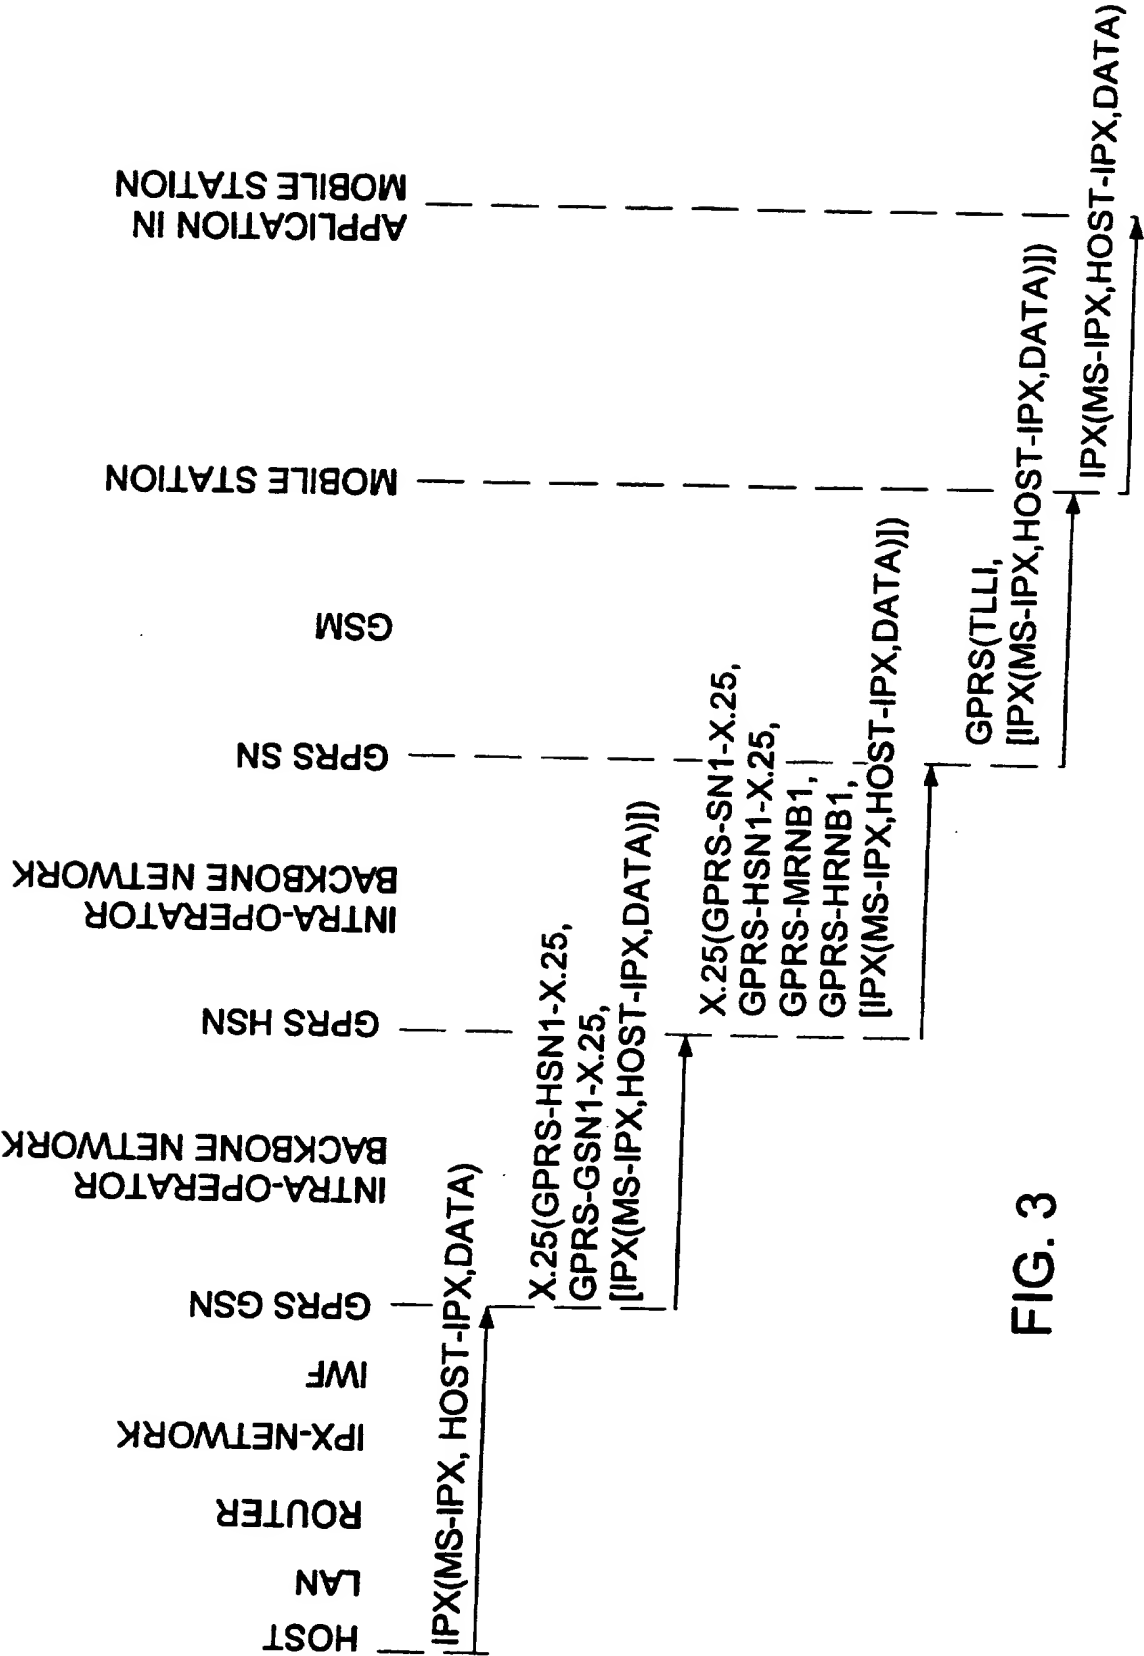 HOST
LAN
ROUTER
IPX-NETWORK
IWF
GPRS GSN
INTRA-OPERATOR
BACKBONE NETWORK
GPRS HSN
INTRA-OPERATOR
BACKBONE NETWORK
GPRS SN
GSM
MOBILE STATION
APPLICATION IN
MOBILE STATION
IPX(MS-IPX, HOST-IPX,DATA)
X.25(GPRS-HSN1-X.25,
GPRS-GSN1-X.25,
[IPX(MS-IPX,HOST-IPX,DATA)])
X.25(GPRS-SN1-X.25,
GPRS-HSN1-X.25,
GPRS-MRNB1,
GPRS-HRNB1,
[IPX(MS-IPX,HOST-IPX,DATA)])
GPRS(TLLI,
[IPX(MS-IPX,HOST-IPX,DATA)])
IPX(MS-IPX,HOST-IPX,DATA)
FIG. 3